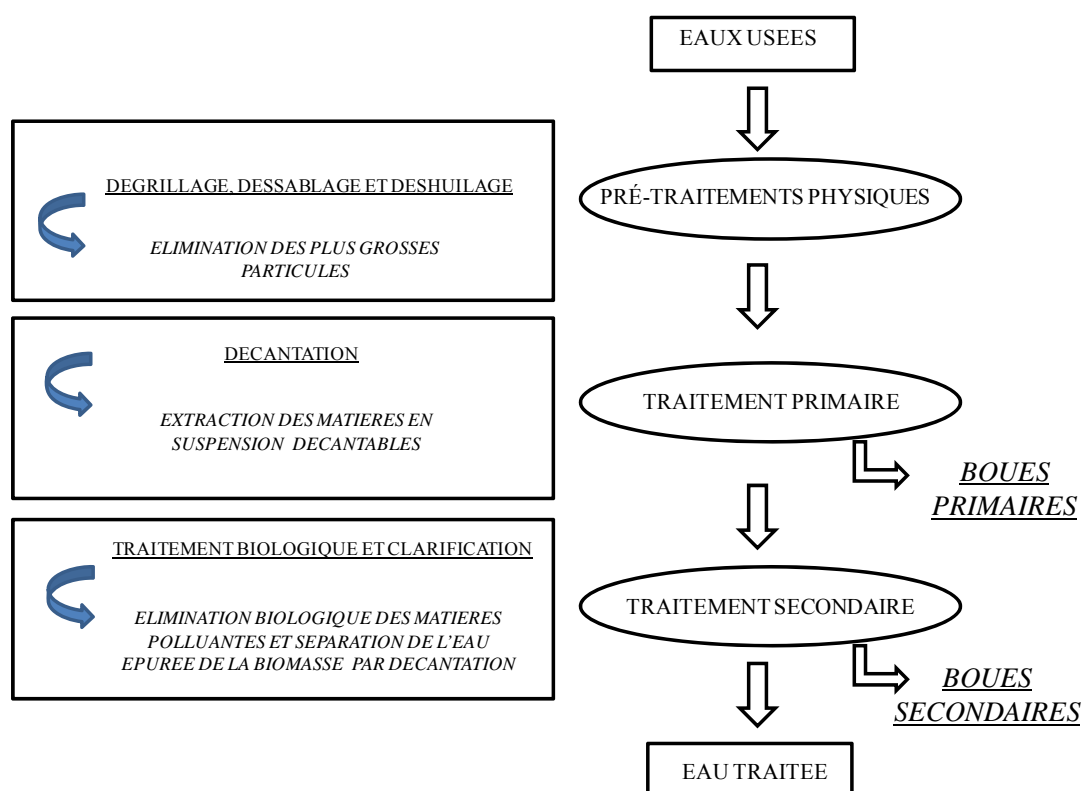 EAUX USEES
DEGRILLAGE, DESSABLAGE ET DESHUILAGE
ELIMINATION DES PLUS GROSSES
PARTICULES
PRÉ-TRAITEMENTS PHYSIQUES
DECANTATION
EXTRACTION DES MATIERES EN
SUSPENSION DECANTABLES
TRAITEMENT PRIMAIRE
BOUES
PRIMAIRES
TRAITEMENT BIOLOGIQUE ET CLARIFICATION
ELIMINATION BIOLOGIQUE DES MATIERES
POLLUANTES ET SEPARATION DE L'EAU
EPUREE DE LA BIOMASSE PAR DECANTATION
TRAITEMENT SECONDAIRE
BOUES
SECONDAIRES
EAU TRAITEE